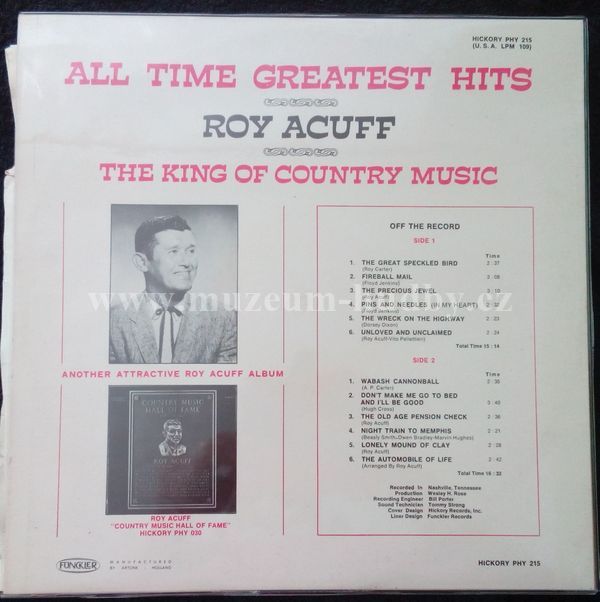 HICKORY PHY 215
(U.S.A. LPM 109)
ALL TIME GREATEST HITS
ROY ACUFF
THE KING OF COUNTRY MUSIC
ANOTHER ATTRACTIVE ROY ACUFF ALBUM
COUNTRY MUSIC
HALL OF FAME
ROY ACUFF
ROY ACUFF
"COUNTRY MUSIC HALL OF FAME"
HICKORY PHY 030
OFF THE RECORD
SIDE 1
Time
1. THE GREAT SPECKLED BIRD 2:37
(Roy Carter)
2. FIREBALL MAIL 3:08
(Floyd Jenkins)
3. THE PRECIOUS JEWEL 3:10
(Roy Acuff)
4. PINS AND NEEDLES (IN MY HEART)
(Floyd Jenkins)
5. THE WRECK ON THE HIGHWAY 2:23
(Dorsey Dixon)
6. UNLOVED AND UNCLAIMED 2:24
(Roy Acuff-Vito Pellettieri)
Total Time 15:14
SIDE 2
Time
1. WABASH CANNONBALL 2:35
(A. P. Carter)
2. DON'T MAKE ME GO TO BED
AND I'LL BE GOOD 3:40
(Hugh Cross)
3. THE OLD AGE PENSION CHECK 2:36
(Roy Acuff)
4. NIGHT TRAIN TO MEMPHIS 2:21
(Beasly Smith-Owen Bradley-Marvin Hughes)
5. LONELY MOUND OF CLAY 2:28
(Roy Acuff)
6. THE AUTOMOBILE OF LIFE 2:42
(Arranged By Roy Acuff)
Total Time 16:32
Recorded In Nashville, Tennessee
Production Wesley H. Rose
Recording Engineer Bill Porter
Sound Technician Tommy Strong
Cover Design Hickory Records, Inc.
Liner Design Funckler Records
FUNCKLER
MANUFACTURED
BY ARTONE - HOLLAND
HICKORY PHY 215
www.muzeum-hudby.cz